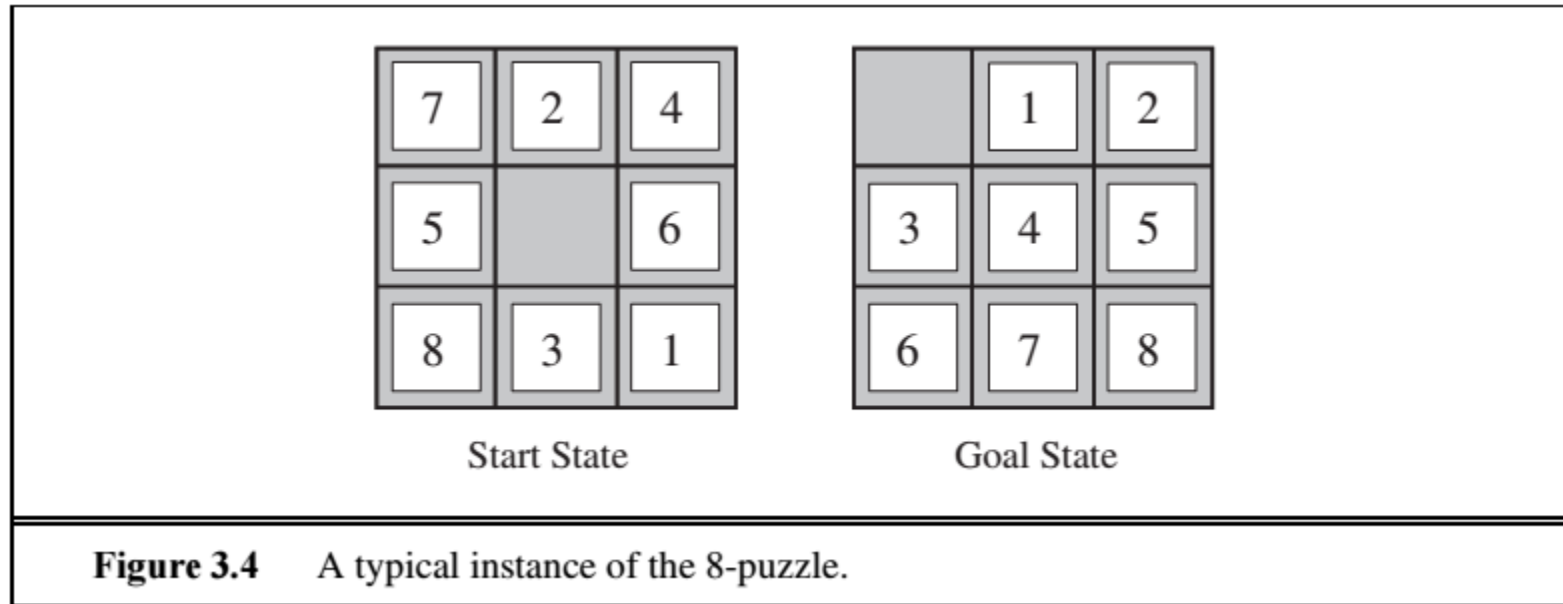 7 2 4 1 2
5 6 3 4 5
8 3 1 6 7 8
Start State Goal State
Figure 3.4 A typical instance of the 8-puzzle.